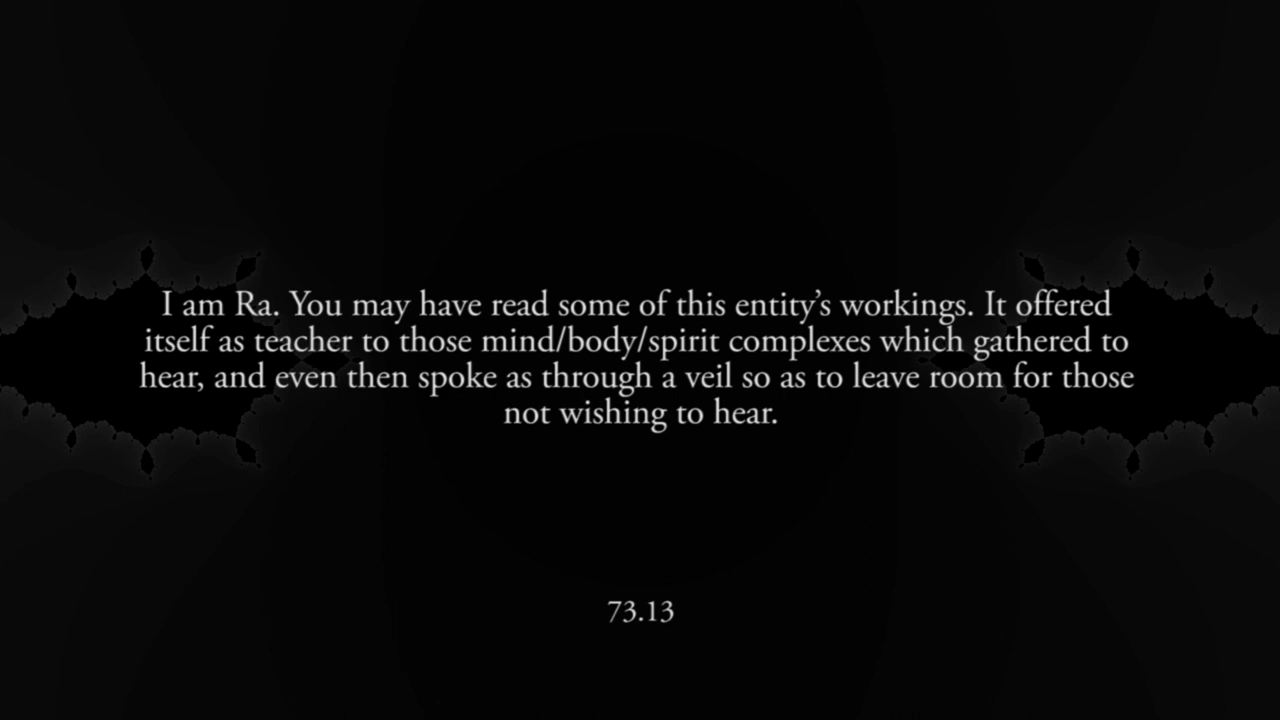 I am Ra. You may have read some of this entity’s workings. It offered
itself as teacher to those mind/body/spirit complexes which gathered to
hear, and even then spoke as through a veil so as to leave room for those
not wishing to hear.
73.13